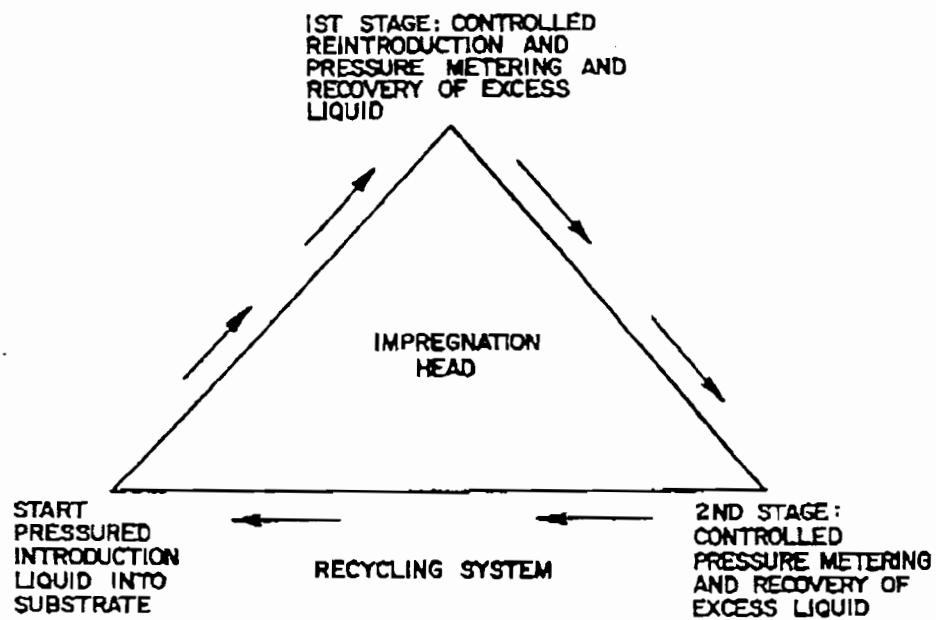 1ST STAGE: CONTROLLED
REINTRODUCTION AND
PRESSURE METERING AND
RECOVERY OF EXCESS
LIQUID
IMPREGNATION
HEAD
START
PRESSURED
INTRODUCTION
LIQUID INTO
SUBSTRATE
RECYCLING SYSTEM
2ND STAGE:
CONTROLLED
PRESSURE METERING
AND RECOVERY OF
EXCESS LIQUID